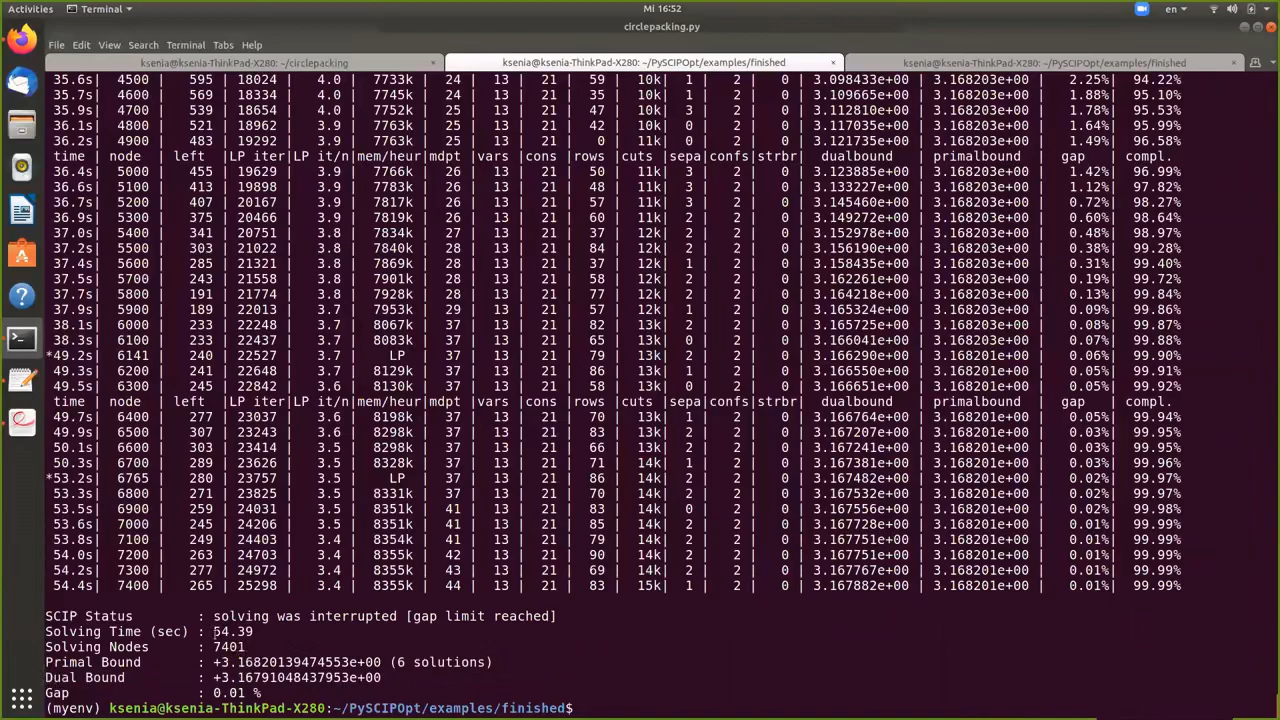 Activities Terminal Mi 16:52 en
circlepacking.py
File Edit View Search Terminal Tabs Help
ksenia@ksenia-ThinkPad-X280: ~/circlepacking × ksenia@ksenia-ThinkPad-X280: ~/PySCIPOpt/examples/finished × ksenia@ksenia-ThinkPad-X280: ~/PySCIPOpt/examples/finished ×
35.6s| 4500 | 595 | 18024 | 4.0 | 7733k | 24 | 13 | 21 | 59 | 10k| 1 | 2 | 0 | 3.098433e+00 | 3.168203e+00 | 2.25%| 94.22%
35.7s| 4600 | 569 | 18334 | 4.0 | 7745k | 24 | 13 | 21 | 35 | 10k| 1 | 2 | 0 | 3.109665e+00 | 3.168203e+00 | 1.88%| 95.10%
35.9s| 4700 | 539 | 18654 | 4.0 | 7752k | 25 | 13 | 21 | 47 | 10k| 3 | 2 | 0 | 3.112810e+00 | 3.168203e+00 | 1.78%| 95.53%
36.1s| 4800 | 521 | 18962 | 3.9 | 7763k | 25 | 13 | 21 | 42 | 10k| 0 | 2 | 0 | 3.117035e+00 | 3.168203e+00 | 1.64%| 95.99%
36.2s| 4900 | 483 | 19292 | 3.9 | 7763k | 25 | 13 | 21 | 0 | 11k| 0 | 2 | 0 | 3.121735e+00 | 3.168203e+00 | 1.49%| 96.58%
time | node | left |LP iter|LP it/n|mem/heur|mdpt |vars |cons |rows |cuts |sepa|confs|strbr| dualbound | primalbound | gap | compl.
36.4s| 5000 | 455 | 19629 | 3.9 | 7766k | 26 | 13 | 21 | 50 | 11k| 3 | 2 | 0 | 3.123885e+00 | 3.168203e+00 | 1.42%| 96.99%
36.6s| 5100 | 413 | 19898 | 3.9 | 7783k | 26 | 13 | 21 | 48 | 11k| 3 | 2 | 0 | 3.133227e+00 | 3.168203e+00 | 1.12%| 97.82%
36.7s| 5200 | 407 | 20167 | 3.9 | 7817k | 26 | 13 | 21 | 57 | 11k| 3 | 2 | 0 | 3.145460e+00 | 3.168203e+00 | 0.72%| 98.27%
36.9s| 5300 | 375 | 20466 | 3.9 | 7819k | 26 | 13 | 21 | 60 | 11k| 2 | 2 | 0 | 3.149272e+00 | 3.168203e+00 | 0.60%| 98.64%
37.0s| 5400 | 341 | 20751 | 3.8 | 7834k | 27 | 13 | 21 | 37 | 12k| 2 | 2 | 0 | 3.152978e+00 | 3.168203e+00 | 0.48%| 98.97%
37.2s| 5500 | 303 | 21022 | 3.8 | 7840k | 28 | 13 | 21 | 84 | 12k| 2 | 2 | 0 | 3.156190e+00 | 3.168203e+00 | 0.38%| 99.28%
37.4s| 5600 | 285 | 21321 | 3.8 | 7869k | 28 | 13 | 21 | 37 | 12k| 1 | 2 | 0 | 3.158435e+00 | 3.168203e+00 | 0.31%| 99.40%
37.5s| 5700 | 243 | 21558 | 3.8 | 7901k | 28 | 13 | 21 | 58 | 12k| 2 | 2 | 0 | 3.162261e+00 | 3.168203e+00 | 0.19%| 99.72%
37.7s| 5800 | 191 | 21774 | 3.8 | 7928k | 28 | 13 | 21 | 77 | 12k| 2 | 2 | 0 | 3.164218e+00 | 3.168203e+00 | 0.13%| 99.84%
37.9s| 5900 | 189 | 22013 | 3.7 | 7953k | 29 | 13 | 21 | 57 | 12k| 1 | 2 | 0 | 3.165324e+00 | 3.168203e+00 | 0.09%| 99.86%
38.1s| 6000 | 233 | 22248 | 3.7 | 8067k | 37 | 13 | 21 | 82 | 13k| 2 | 2 | 0 | 3.165725e+00 | 3.168203e+00 | 0.08%| 99.87%
38.3s| 6100 | 233 | 22437 | 3.7 | 8083k | 37 | 13 | 21 | 65 | 13k| 2 | 2 | 0 | 3.166041e+00 | 3.168203e+00 | 0.07%| 99.88%
*49.2s| 6141 | 240 | 22527 | 3.7 | LP | 37 | 13 | 21 | 79 | 13k| 2 | 2 | 0 | 3.166290e+00 | 3.168201e+00 | 0.06%| 99.90%
49.3s| 6200 | 241 | 22648 | 3.7 | 8129k | 37 | 13 | 21 | 86 | 13k| 1 | 2 | 0 | 3.166550e+00 | 3.168201e+00 | 0.05%| 99.91%
49.5s| 6300 | 245 | 22842 | 3.6 | 8130k | 37 | 13 | 21 | 58 | 13k| 0 | 2 | 0 | 3.166651e+00 | 3.168201e+00 | 0.05%| 99.92%
time | node | left |LP iter|LP it/n|mem/heur|mdpt |vars |cons |rows |cuts |sepa|confs|strbr| dualbound | primalbound | gap | compl.
49.7s| 6400 | 277 | 23037 | 3.6 | 8198k | 37 | 13 | 21 | 70 | 13k| 1 | 2 | 0 | 3.166764e+00 | 3.168201e+00 | 0.05%| 99.94%
49.9s| 6500 | 307 | 23243 | 3.6 | 8298k | 37 | 13 | 21 | 83 | 13k| 2 | 2 | 0 | 3.167207e+00 | 3.168201e+00 | 0.03%| 99.95%
50.1s| 6600 | 303 | 23414 | 3.5 | 8298k | 37 | 13 | 21 | 66 | 13k| 2 | 2 | 0 | 3.167241e+00 | 3.168201e+00 | 0.03%| 99.95%
50.3s| 6700 | 289 | 23626 | 3.5 | 8328k | 37 | 13 | 21 | 71 | 14k| 1 | 2 | 0 | 3.167381e+00 | 3.168201e+00 | 0.03%| 99.96%
*53.2s| 6765 | 280 | 23757 | 3.5 | LP | 37 | 13 | 21 | 86 | 14k| 2 | 2 | 0 | 3.167482e+00 | 3.168201e+00 | 0.02%| 99.97%
53.3s| 6800 | 271 | 23825 | 3.5 | 8331k | 37 | 13 | 21 | 70 | 14k| 2 | 2 | 0 | 3.167532e+00 | 3.168201e+00 | 0.02%| 99.97%
53.5s| 6900 | 259 | 24031 | 3.5 | 8351k | 41 | 13 | 21 | 83 | 14k| 0 | 2 | 0 | 3.167556e+00 | 3.168201e+00 | 0.02%| 99.98%
53.6s| 7000 | 245 | 24206 | 3.5 | 8351k | 41 | 13 | 21 | 85 | 14k| 2 | 2 | 0 | 3.167728e+00 | 3.168201e+00 | 0.01%| 99.99%
53.8s| 7100 | 249 | 24403 | 3.4 | 8354k | 41 | 13 | 21 | 79 | 14k| 2 | 2 | 0 | 3.167751e+00 | 3.168201e+00 | 0.01%| 99.99%
54.0s| 7200 | 263 | 24703 | 3.4 | 8355k | 42 | 13 | 21 | 90 | 14k| 2 | 2 | 0 | 3.167751e+00 | 3.168201e+00 | 0.01%| 99.99%
54.2s| 7300 | 277 | 24972 | 3.4 | 8355k | 43 | 13 | 21 | 69 | 14k| 2 | 2 | 0 | 3.167767e+00 | 3.168201e+00 | 0.01%| 99.99%
54.4s| 7400 | 265 | 25298 | 3.4 | 8355k | 44 | 13 | 21 | 83 | 15k| 1 | 2 | 0 | 3.167882e+00 | 3.168201e+00 | 0.01%| 99.99%
SCIP Status : solving was interrupted [gap limit reached]
Solving Time (sec) : 54.39
Solving Nodes : 7401
Primal Bound : +3.16820139474553e+00 (6 solutions)
Dual Bound : +3.16791048437953e+00
Gap : 0.01 %
(myenv) ksenia@ksenia-ThinkPad-X280:~/PySCIPOpt/examples/finished$